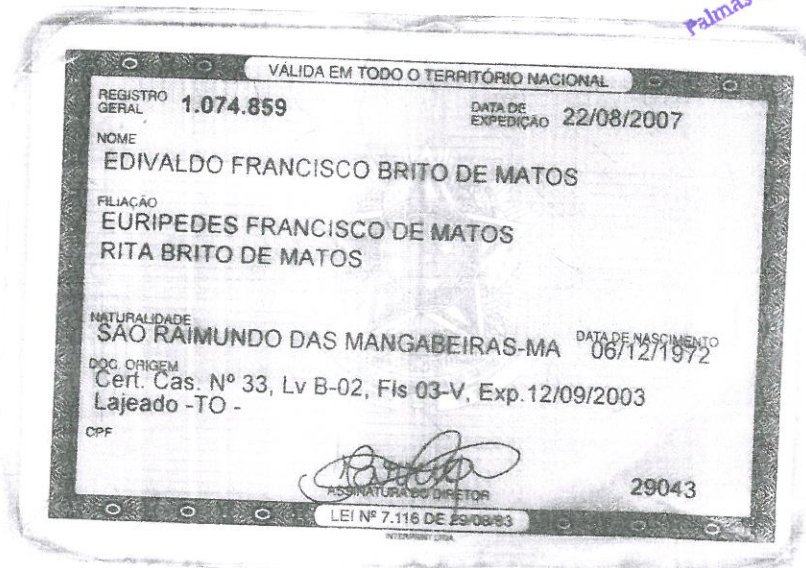 Palmas
VÁLIDA EM TODO O TERRITÓRIO NACIONAL
REGISTRO GERAL 1.074.859 DATA DE EXPEDIÇÃO 22/08/2007
NOME
EDIVALDO FRANCISCO BRITO DE MATOS
FILIAÇÃO
EURIPEDES FRANCISCO DE MATOS
RITA BRITO DE MATOS
NATURALIDADE DATA DE NASCIMENTO
SÃO RAIMUNDO DAS MANGABEIRAS-MA 06/12/1972
DOC. ORIGEM
Cert. Cas. Nº 33, Lv B-02, Fls 03-V, Exp.12/09/2003
Lajeado -TO -
CPF
ASSINATURA DO DIRETOR 29043
LEI Nº 7.116 DE 29/08/83
INTERPRINT LTDA.